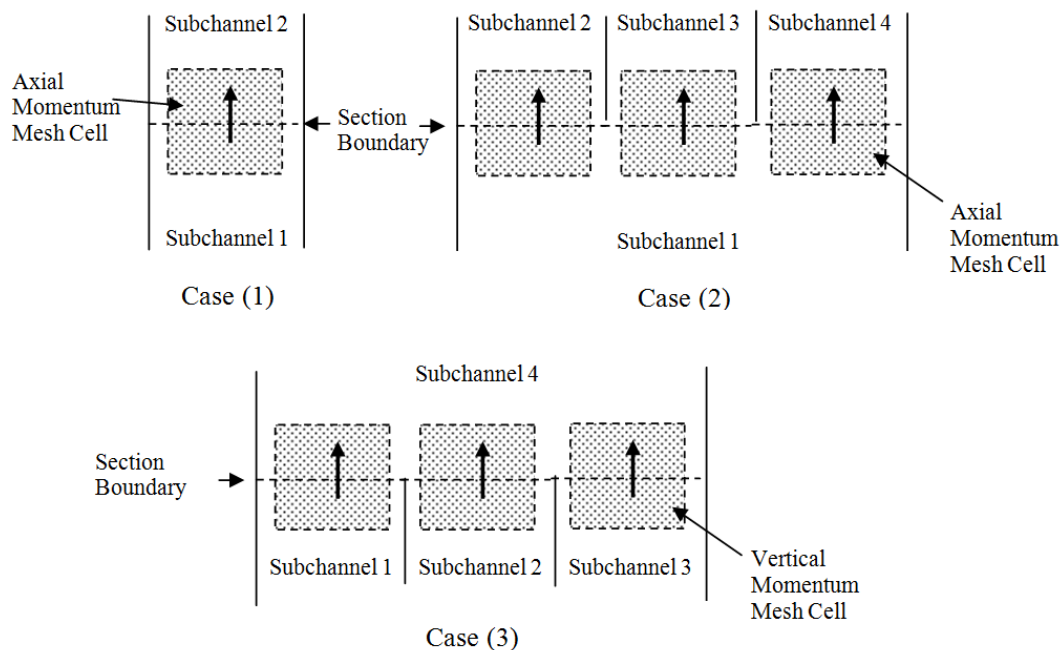 Subchannel 2
Axial
Momentum
Mesh Cell
Subchannel 1
Case (1)
Section
Boundary
Subchannel 2
Subchannel 3
Subchannel 4
Subchannel 1
Axial
Momentum
Mesh Cell
Case (2)
Subchannel 4
Section
Boundary
Subchannel 1
Subchannel 2
Subchannel 3
Vertical
Momentum
Mesh Cell
Case (3)